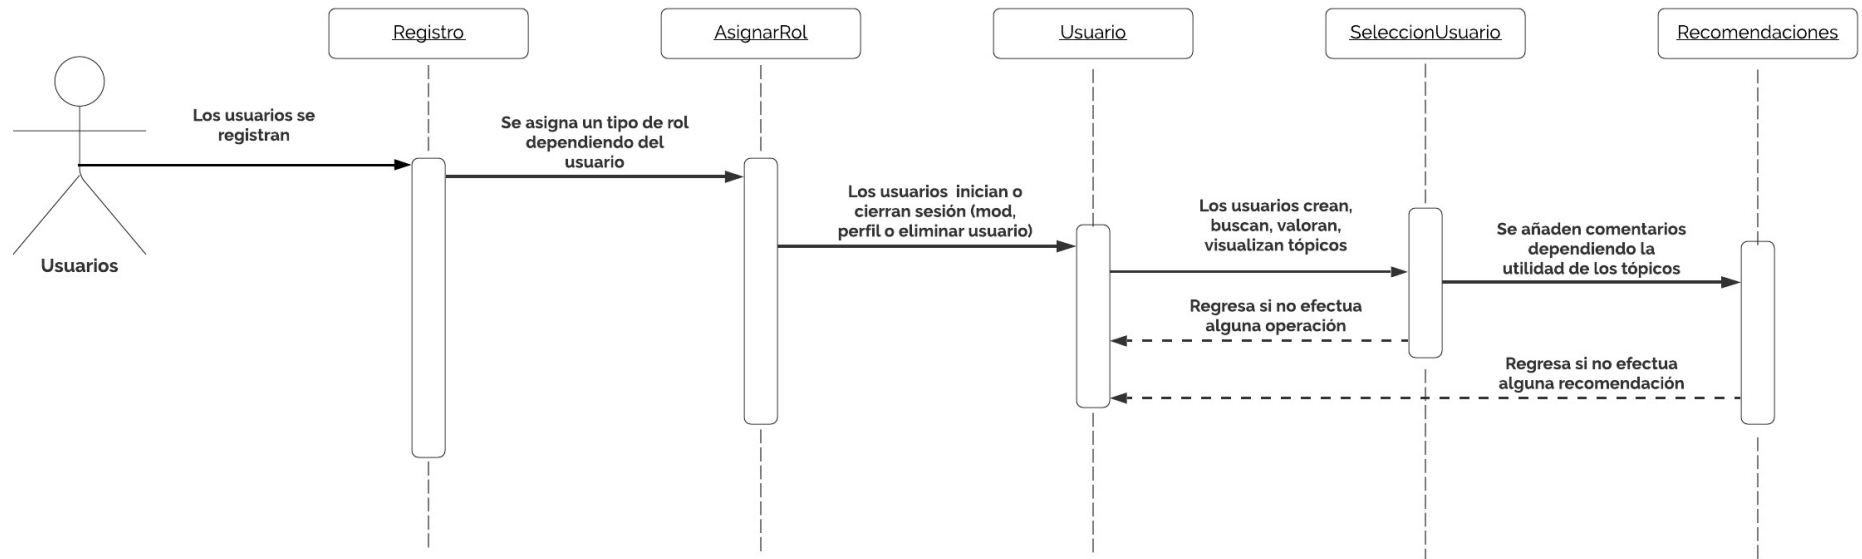 Registro
AsignarRol
Usuario
SeleccionUsuario
Recomendaciones
Los usuarios se
registran
Se asigna un tipo de rol
dependiendo del
usuario
Los usuarios inician o
cierran sesión (mod,
perfil o eliminar usuario)
Los usuarios crean,
buscan, valoran,
visualizan tópicos
Se añaden comentarios
dependiendo la
utilidad de los tópicos
Usuarios
Regresa si no efectua
alguna operación
Regresa si no efectua
alguna recomendación